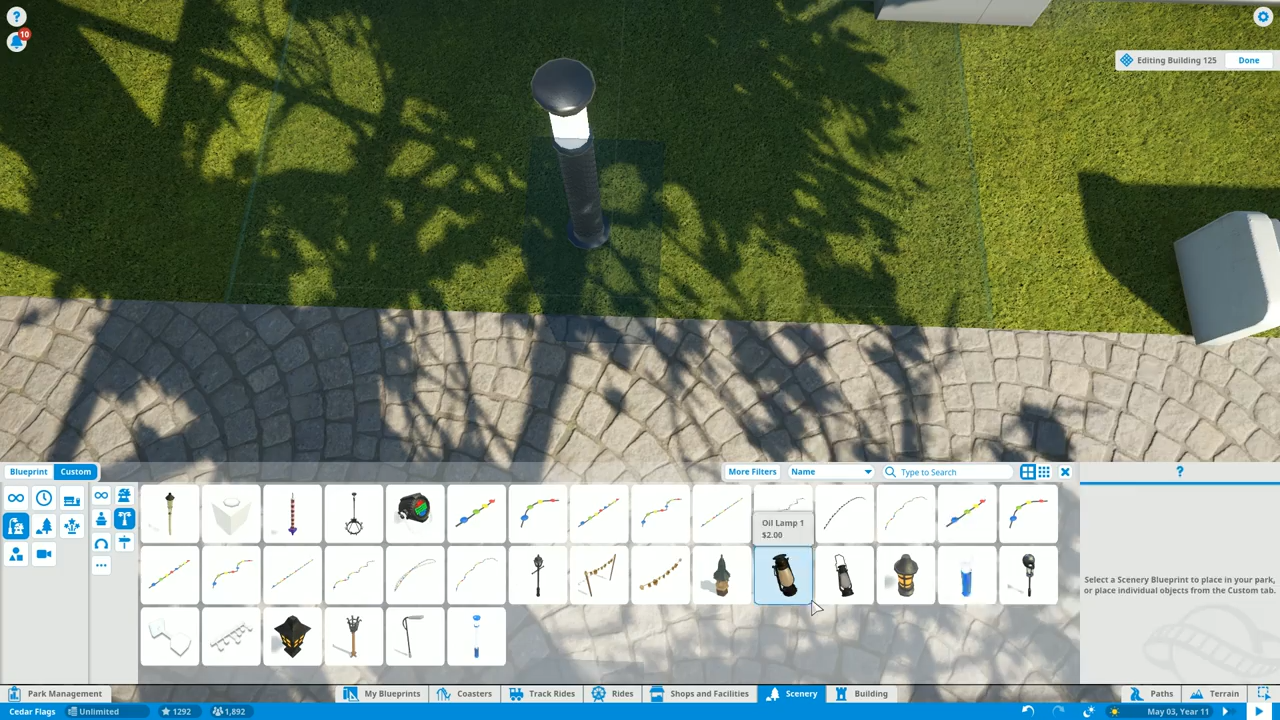 ?
10
Editing Building 125
Done
Blueprint
Custom
More Filters
Name
Type to Search
?
Oil Lamp 1
$2.00
Select a Scenery Blueprint to place in your park,
or place individual objects from the Custom tab.
Park Management
My Blueprints
Coasters
Track Rides
Rides
Shops and Facilities
Scenery
Building
Paths
Terrain
Cedar Flags
Unlimited
1292
1,892
May 03, Year 11